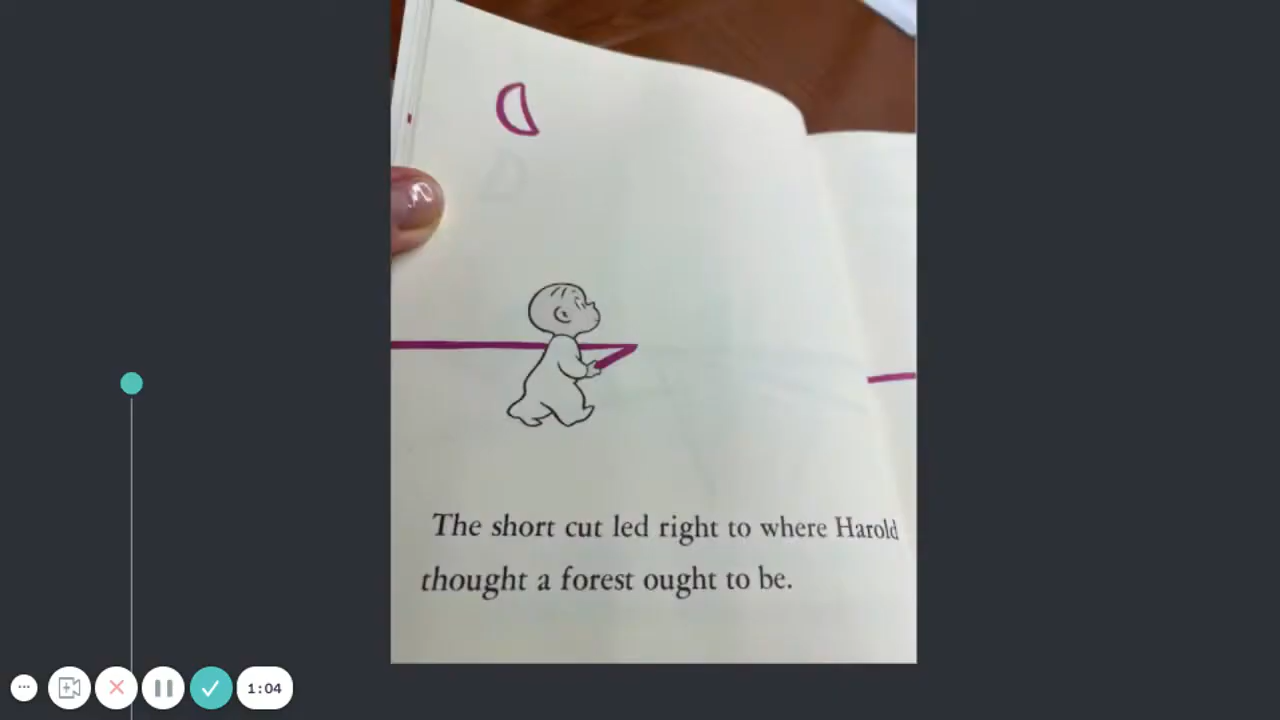 The short cut led right to where Harold
thought a forest ought to be.
1:04